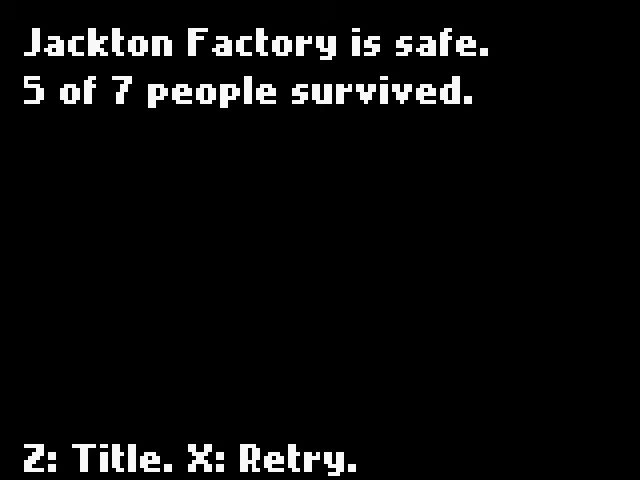 Jackton Factory is safe.
5 of 7 people survived.
Z: Title. X: Retry.